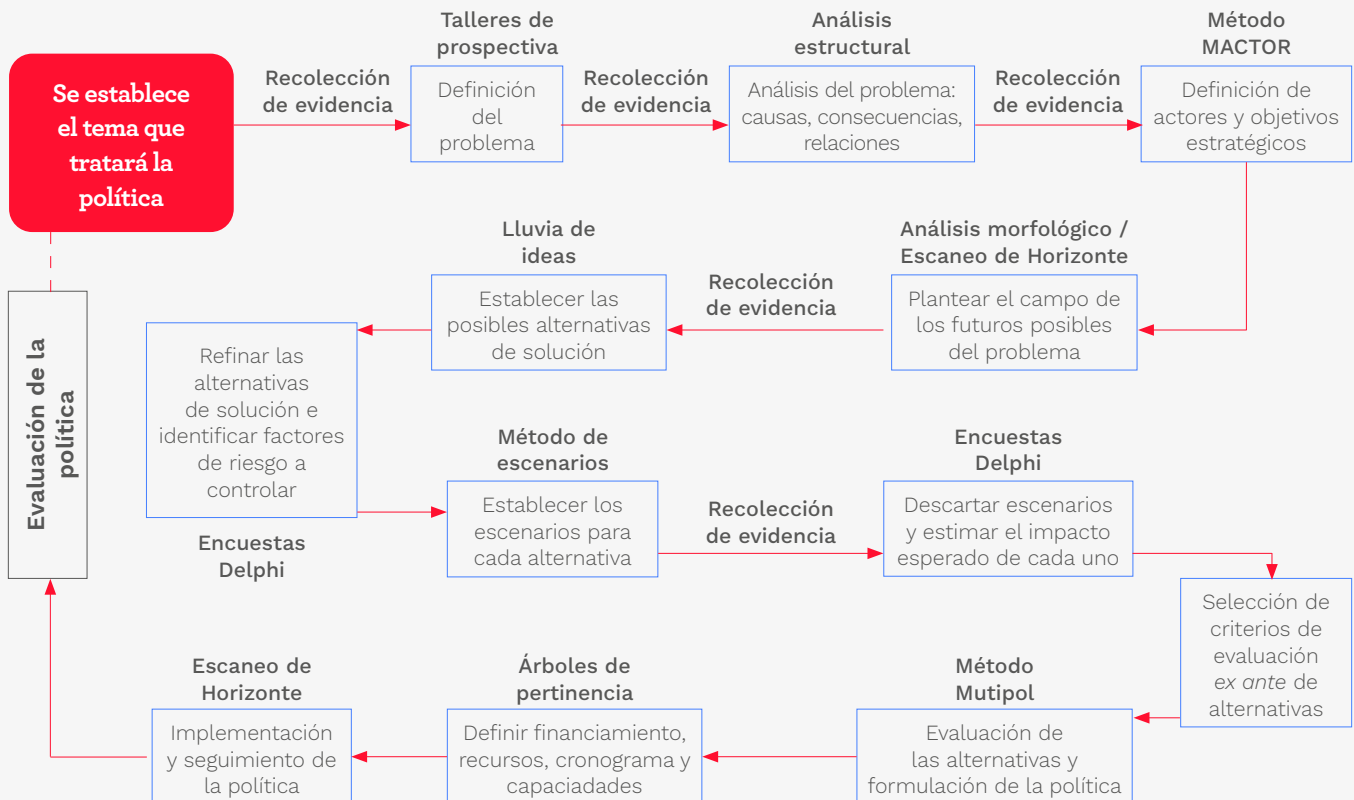 Se establece
el tema que
tratará la
política
Recolección
de evidencia
Talleres de
prospectiva
Definición
del
problema
Recolección
de evidencia
Análisis
estructural
Análisis del problema:
causas, consecuencias,
relaciones
Recolección
de evidencia
Método
MACTOR
Definición de
actores y objetivos
estratégicos
Análisis morfológico /
Escaneo de Horizonte
Plantear el campo de
los futuros posibles
del problema
Recolección
de evidencia
Lluvia de
ideas
Establecer las
posibles alternativas
de solución
Refinar las
alternativas
de solución e
identificar factores
de riesgo a
controlar
Encuestas
Delphi
Método de
escenarios
Establecer los
escenarios para
cada alternativa
Recolección
de evidencia
Encuestas
Delphi
Descartar escenarios
y estimar el impacto
esperado de cada uno
Selección de
criterios de
evaluación
ex ante de
alternativas
Método
Mutipol
Evaluación de
las alternativas y
formulación de la política
Árboles de
pertinencia
Definir financiamiento,
recursos, cronograma y
capaciadades
Escaneo de
Horizonte
Implementación
y seguimiento de
la política
Evaluación de la
política